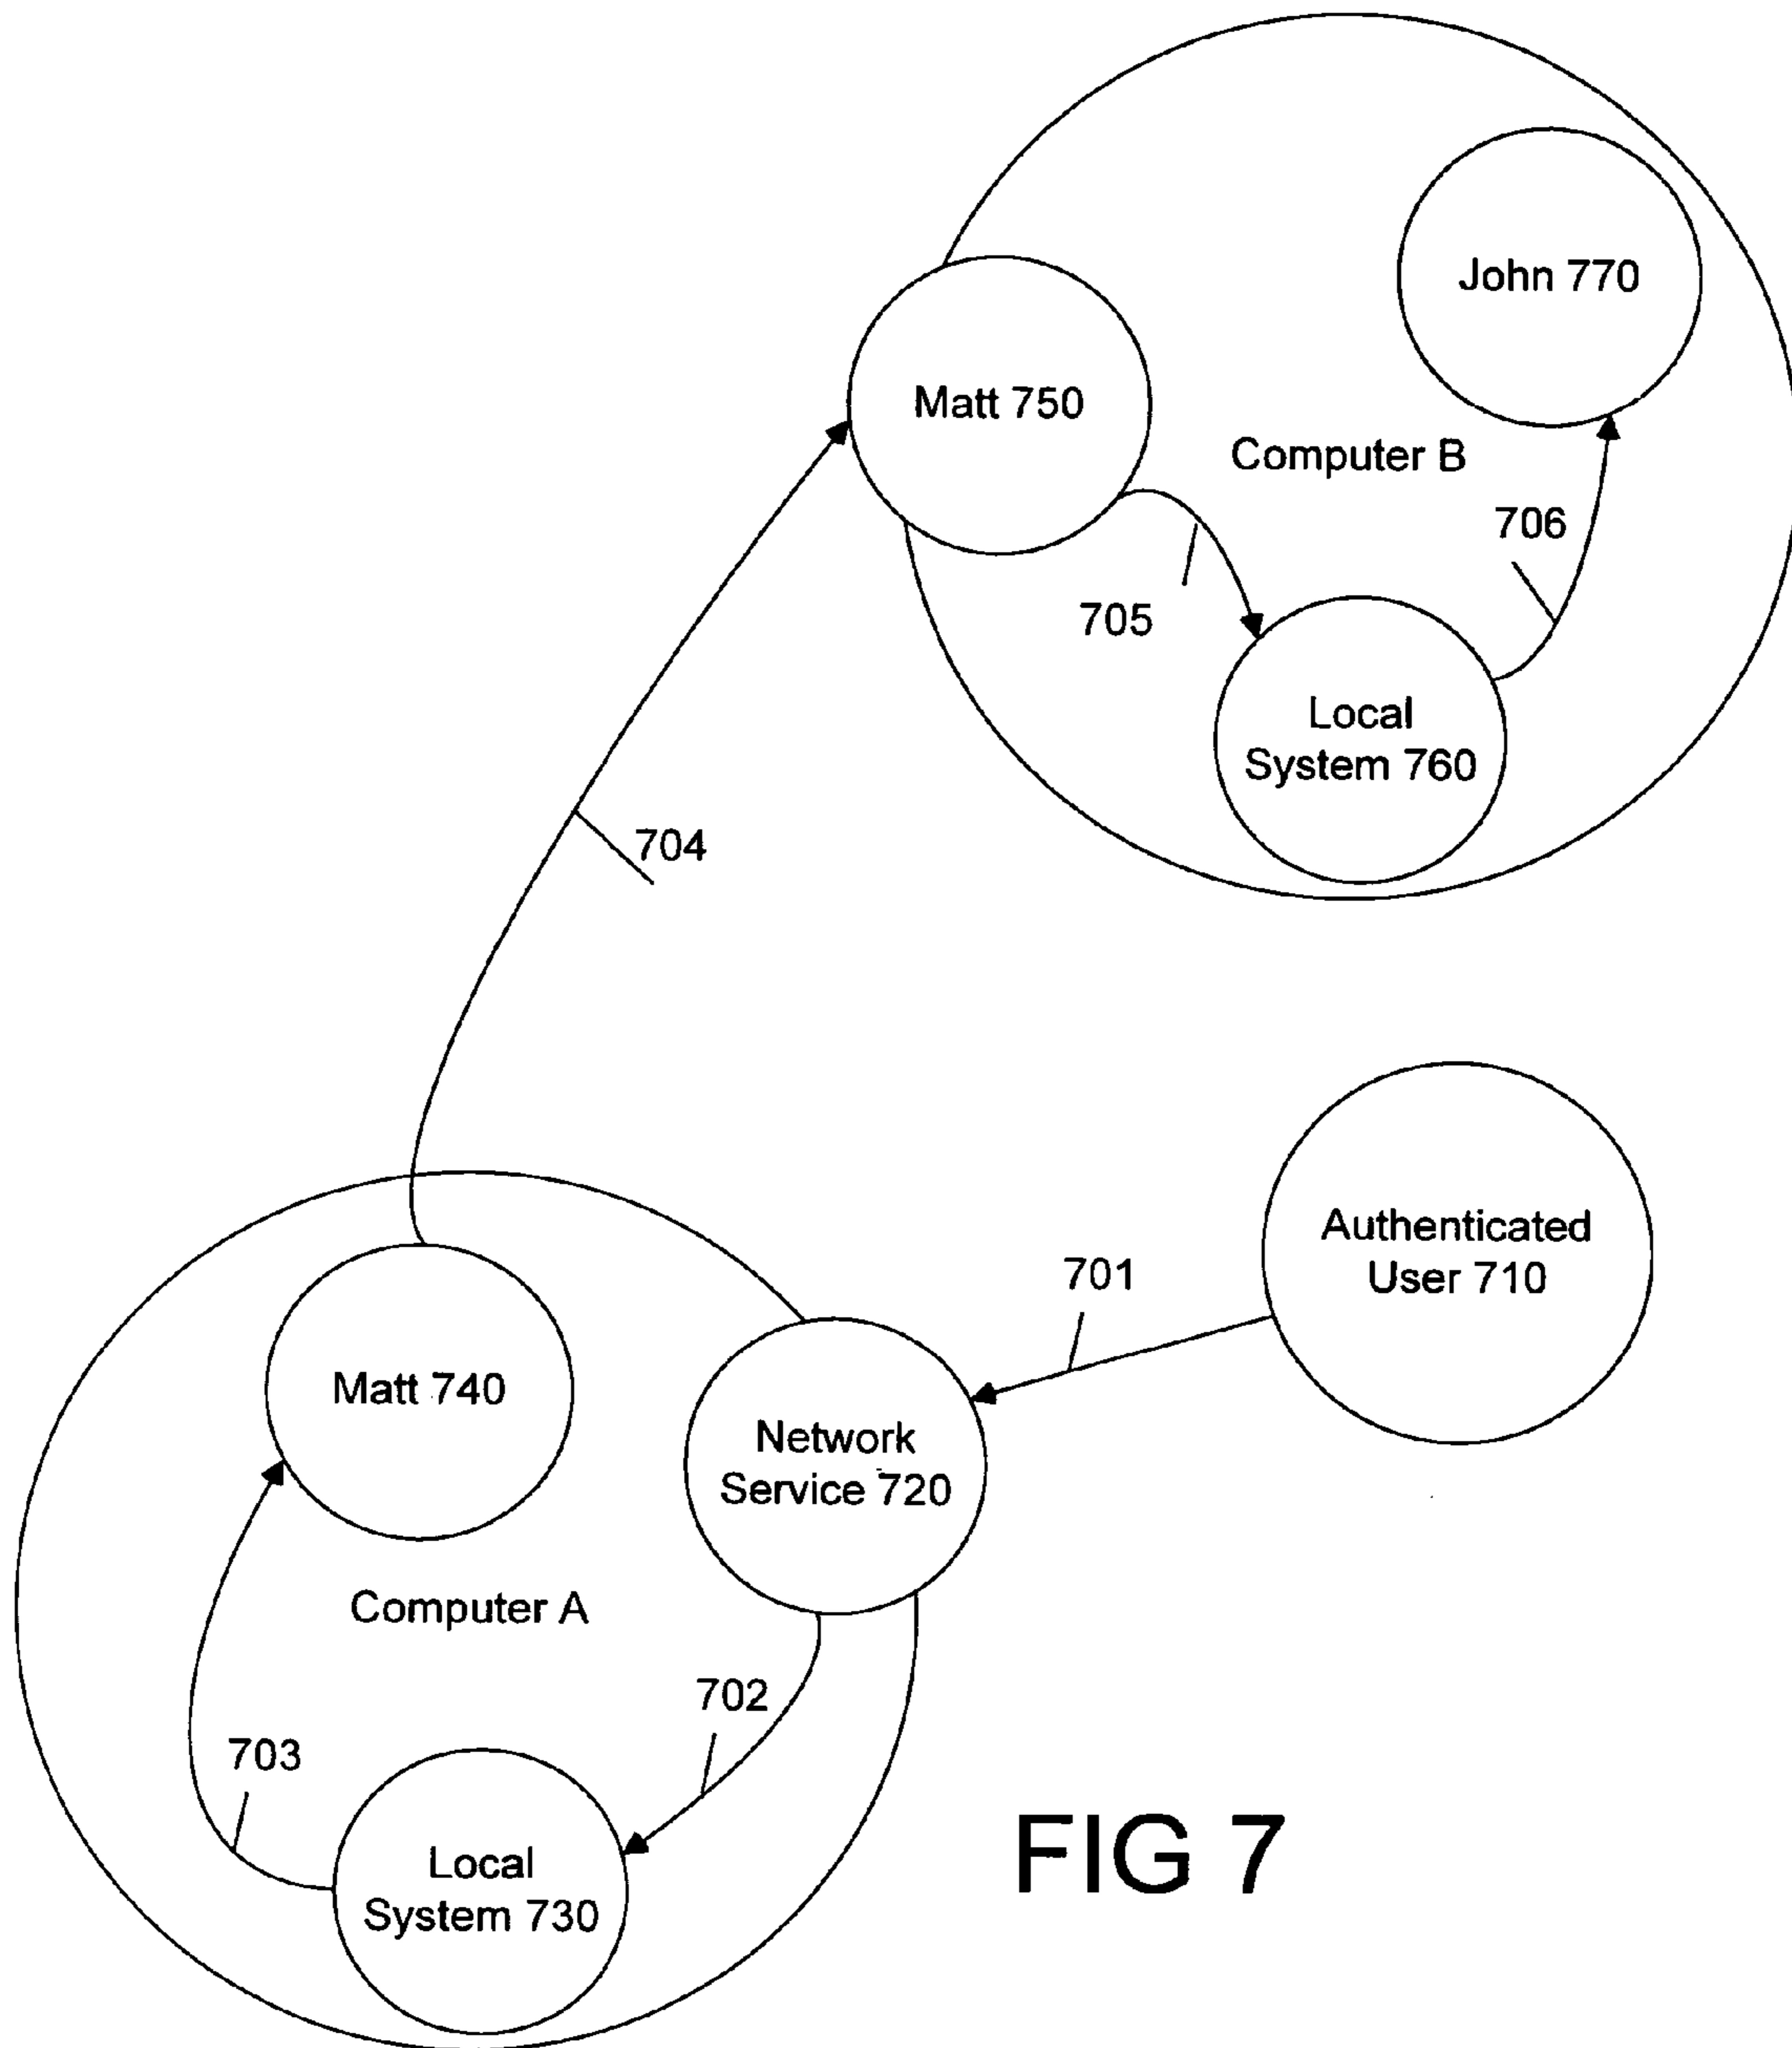 John 770
Matt 750
Computer B
706
705
Local
System 760
704
Authenticated
User 710
701
Matt 740
Network
Service 720
Computer A
702
703
Local
System 730
FIG 7